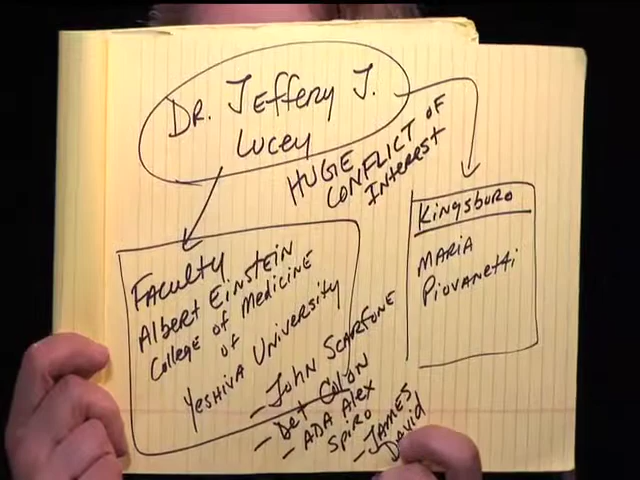 DR. Jeffery J.
Lucey
HUGE
CONFLICT OF
Interest
Kingsboro
MARIA
Piovanetti
Faculty
Albert Einstein
College of Medicine
of
Yeshiva University
- John Scarfone
- Det Colon
- ADA Alex
Spiro
- JAMES
David